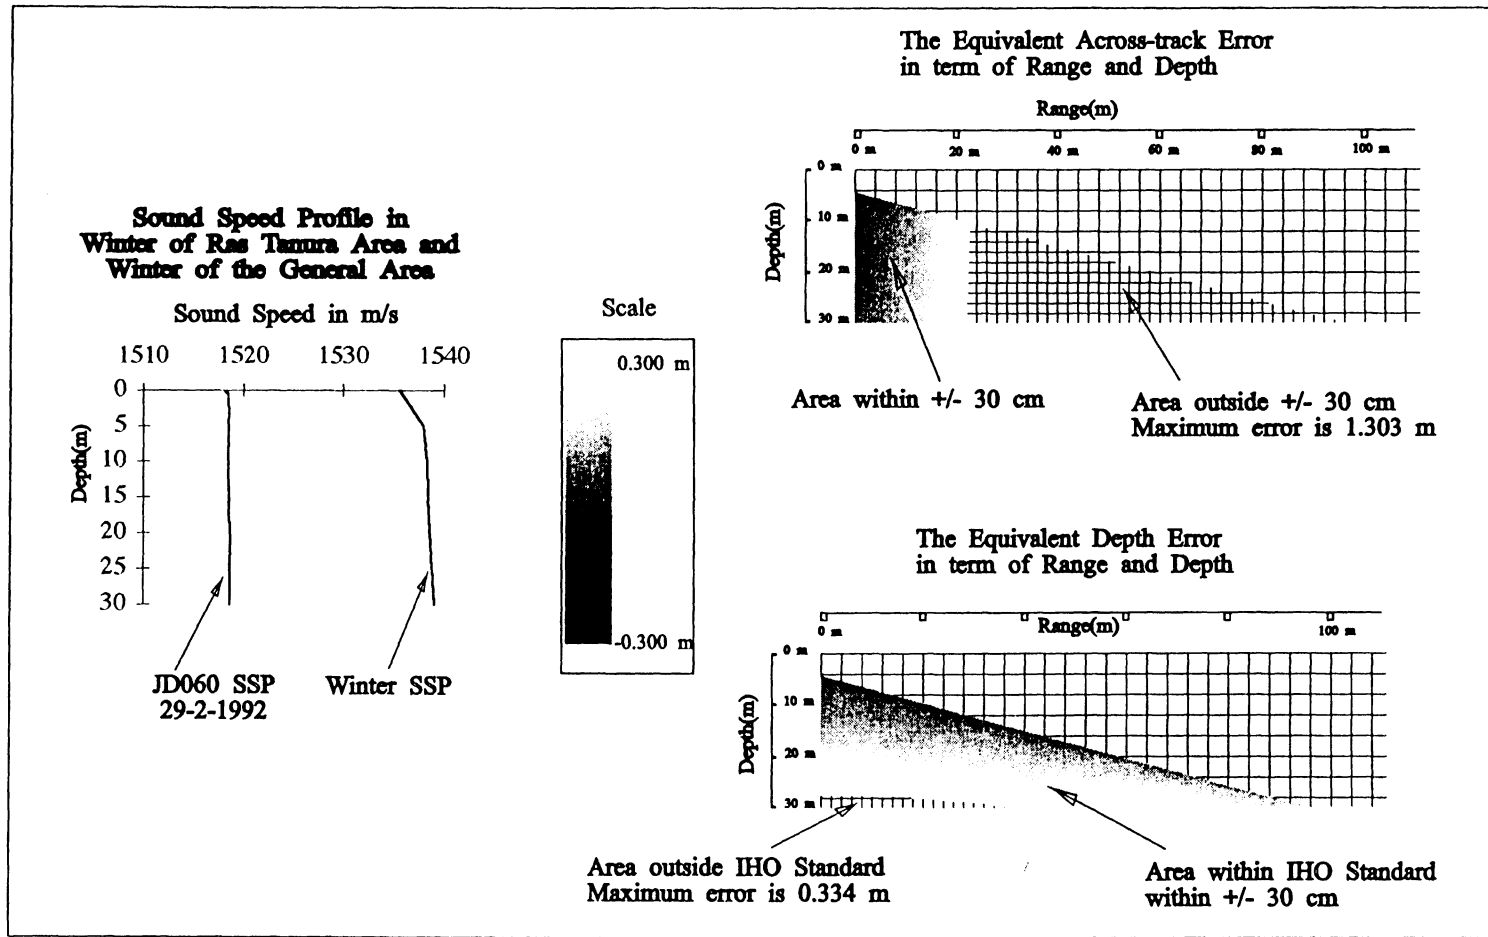 The Equivalent Across-track Error
in term of Range and Depth
Range(m)
0 m 20 m 40 m 60 m 80 m 100 m
0 m
10 m
20 m
30 m
Depth(m)
Area within +/- 30 cm
Area outside +/- 30 cm
Maximum error is 1.303 m
Sound Speed Profile in
Winter of Ras Tanura Area and
Winter of the General Area
Sound Speed in m/s
1510 1520 1530 1540
0
5
10
15
20
25
30
Depth(m)
JD060 SSP
29-2-1992
Winter SSP
Scale
0.300 m
-0.300 m
The Equivalent Depth Error
in term of Range and Depth
Range(m)
0 m 100 m
0 m
10 m
20 m
30 m
Depth(m)
Area outside IHO Standard
Maximum error is 0.334 m
Area within IHO Standard
within +/- 30 cm